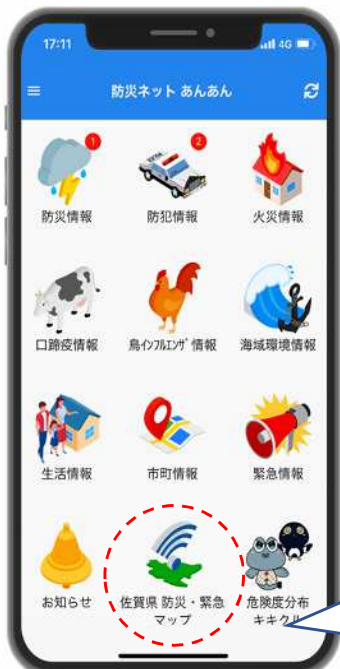 17:11
4G
防災ネット あんあん
1
2
防災情報
防犯情報
火災情報
口蹄疫情報
鳥インフルエンザ情報
海域環境情報
生活情報
市町情報
緊急情報
お知らせ
佐賀県 防災・緊急
マップ
危険度分布
キキクル